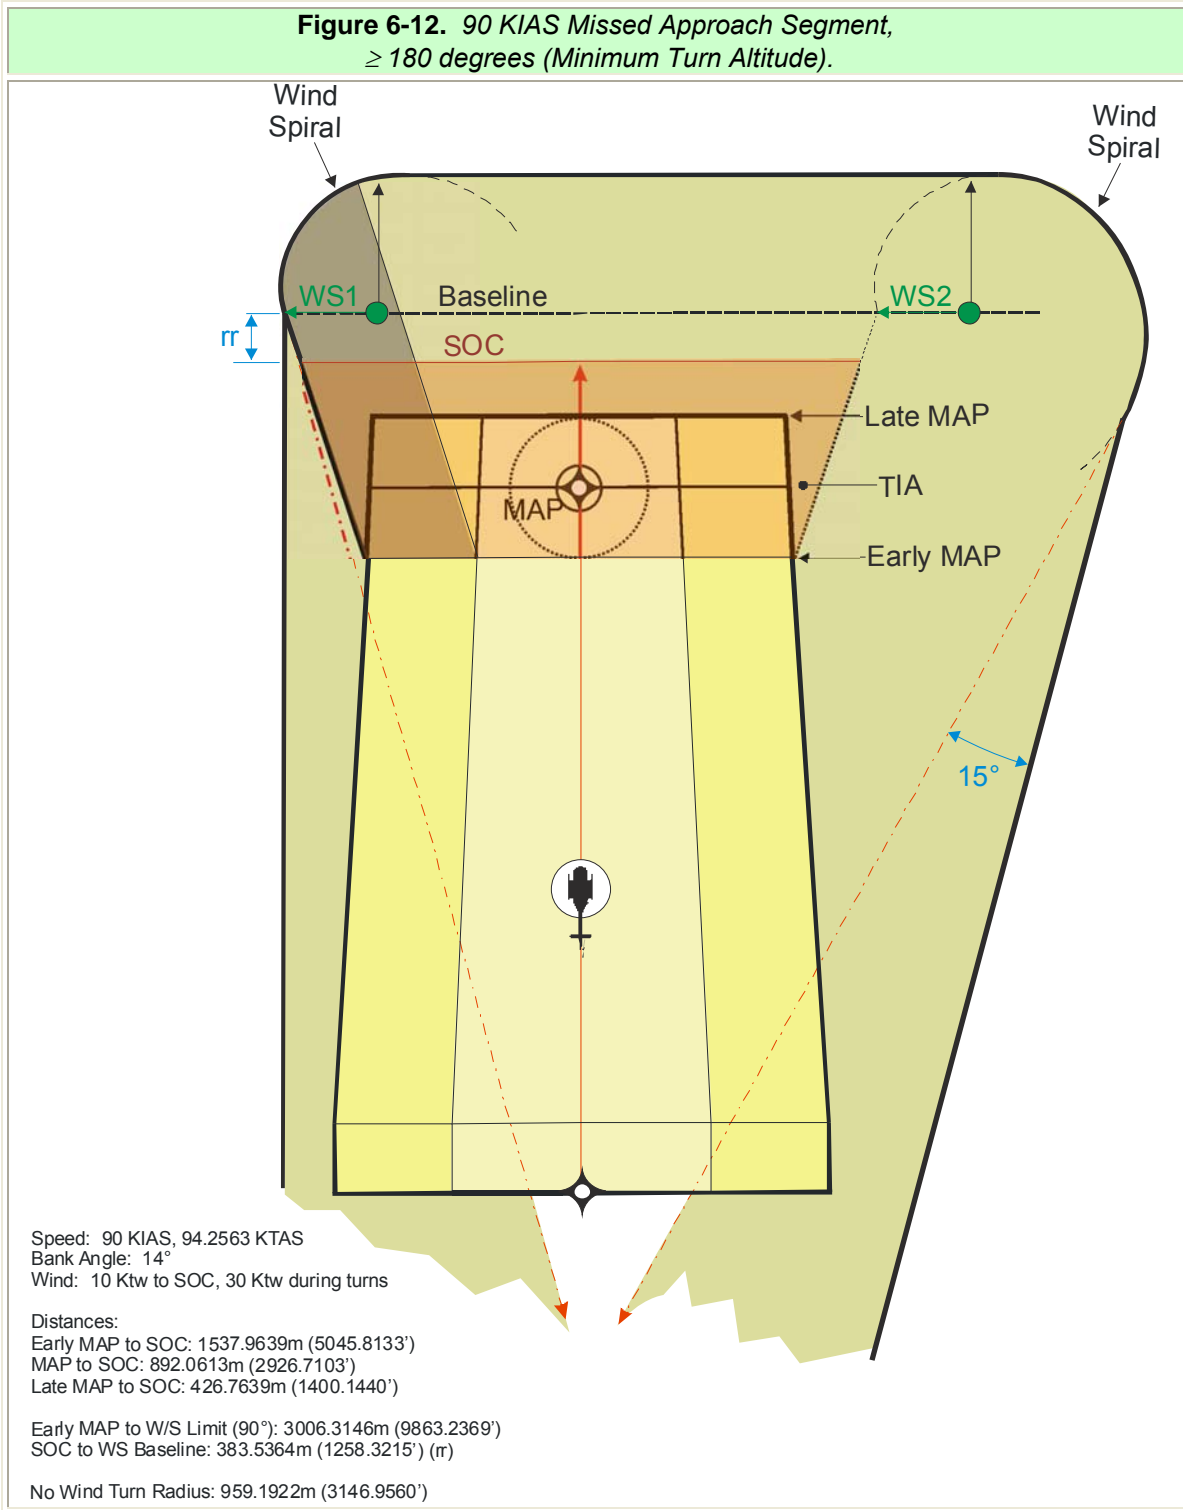 Figure 6-12. 90 KIAS Missed Approach Segment,
≥ 180 degrees (Minimum Turn Altitude).
Wind
Spiral
Wind
Spiral
WS1
Baseline
WS2
rr
SOC
Late MAP
TIA
MAP
Early MAP
15°
Speed: 90 KIAS, 94.2563 KTAS
Bank Angle: 14°
Wind: 10 Ktw to SOC, 30 Ktw during turns
Distances:
Early MAP to SOC: 1537.9639m (5045.8133')
MAP to SOC: 892.0613m (2926.7103')
Late MAP to SOC: 426.7639m (1400.1440')
Early MAP to W/S Limit (90°): 3006.3146m (9863.2369')
SOC to WS Baseline: 383.5364m (1258.3215') (rr)
No Wind Turn Radius: 959.1922m (3146.9560')